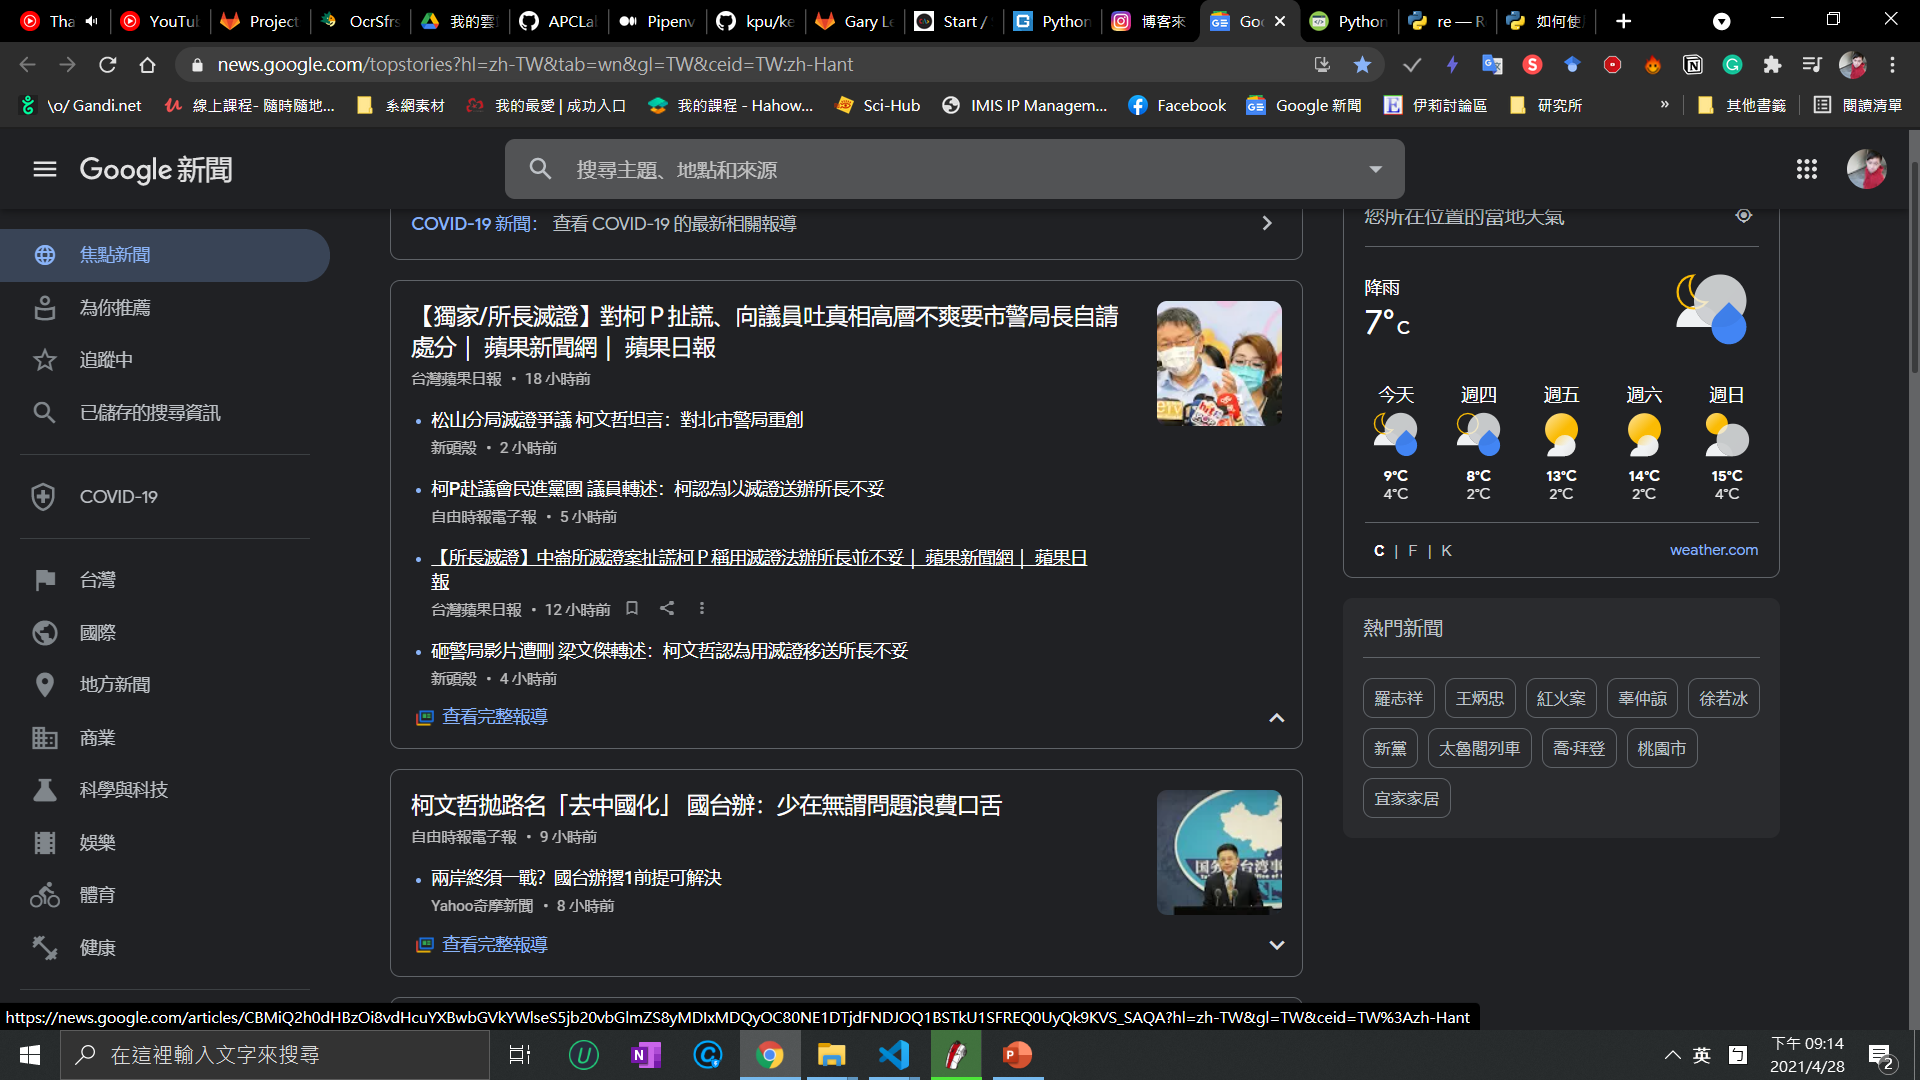 Tha
YouTub
Project
OcrSfrs
我的雲端
APCLab
Pipenv
kpu/ke
Gary Le
Start /
Python
博客來
Goo
Python
re — R
如何使用
news.google.com/topstories?hl=zh-TW&tab=wn&gl=TW&ceid=TW:zh-Hant
\o/ Gandi.net
線上課程- 隨時隨地...
系網素材
我的最愛 | 成功入口
我的課程 - Hahow...
Sci-Hub
IMIS IP Managem...
Facebook
Google 新聞
伊莉討論區
研究所
»
其他書籤
閱讀清單
Google 新聞
搜尋主題、地點和來源
焦點新聞
為你推薦
追蹤中
已儲存的搜尋資訊
COVID-19
台灣
國際
地方新聞
商業
科學與科技
娛樂
體育
健康
COVID-19 新聞： 查看 COVID-19 的最新相關報導
【獨家/所長滅證】對柯Ｐ扯謊、向議員吐真相高層不爽要市警局長自請
處分｜ 蘋果新聞網｜ 蘋果日報
台灣蘋果日報 • 18 小時前
松山分局滅證爭議 柯文哲坦言：對北市警局重創
新頭殼 • 2 小時前
柯P赴議會民進黨團 議員轉述：柯認為以滅證送辦所長不妥
自由時報電子報 • 5 小時前
【所長滅證】中崙所滅證案扯謊柯Ｐ稱用滅證法辦所長並不妥｜ 蘋果新聞網｜ 蘋果日
報
台灣蘋果日報 • 12 小時前
砸警局影片遭刪 梁文傑轉述：柯文哲認為用滅證移送所長不妥
新頭殼 • 4 小時前
查看完整報導
柯文哲拋路名「去中國化」 國台辦：少在無謂問題浪費口舌
自由時報電子報 • 9 小時前
兩岸終須一戰？國台辦撂1前提可解決
Yahoo奇摩新聞 • 8 小時前
查看完整報導
您所在位置的當地天氣
降雨
7°C
今天 週四 週五 週六 週日
9°C 8°C 13°C 14°C 15°C
4°C 2°C 2°C 2°C 4°C
C | F | K
weather.com
熱門新聞
羅志祥 王炳忠 紅火案 辜仲諒 徐若冰
新黨 太魯閣列車 喬·拜登 桃園市
宜家家居
https://news.google.com/articles/CBMiQ2h0dHBzOi8vdHcuYXBwbGVkYWlseS5jb20vbGlmZS8yMDIxMDQyOC80NE1DTjdFNDJOQ1BSTkU1SFREQ0UyQk9KVS_SAQA?hl=zh-TW&gl=TW&ceid=TW%3Azh-Hant
在這裡輸入文字來搜尋
英
下午 09:14
2021/4/28
2